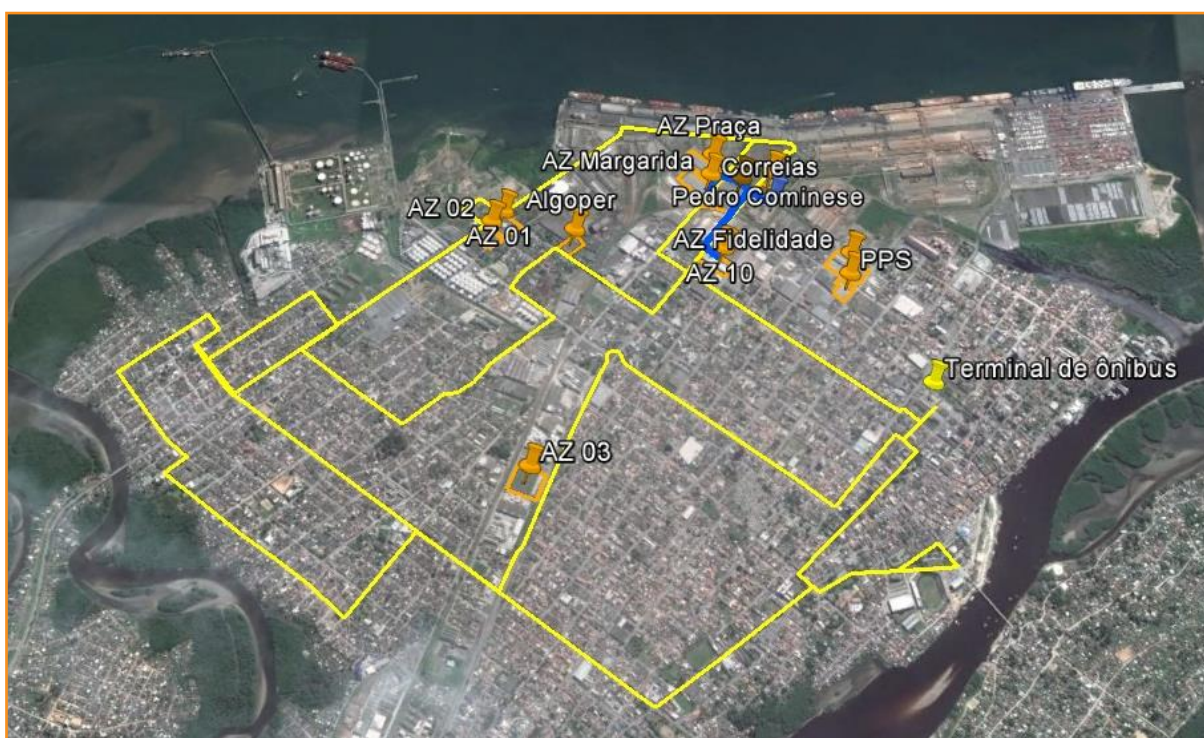 AZ Praça
AZ Margarida
Correias
Pedro Cominese
AZ 02
Algoper
AZ 01
AZ Fidelidade
AZ 10
PPS
Terminal de ônibus
AZ 03